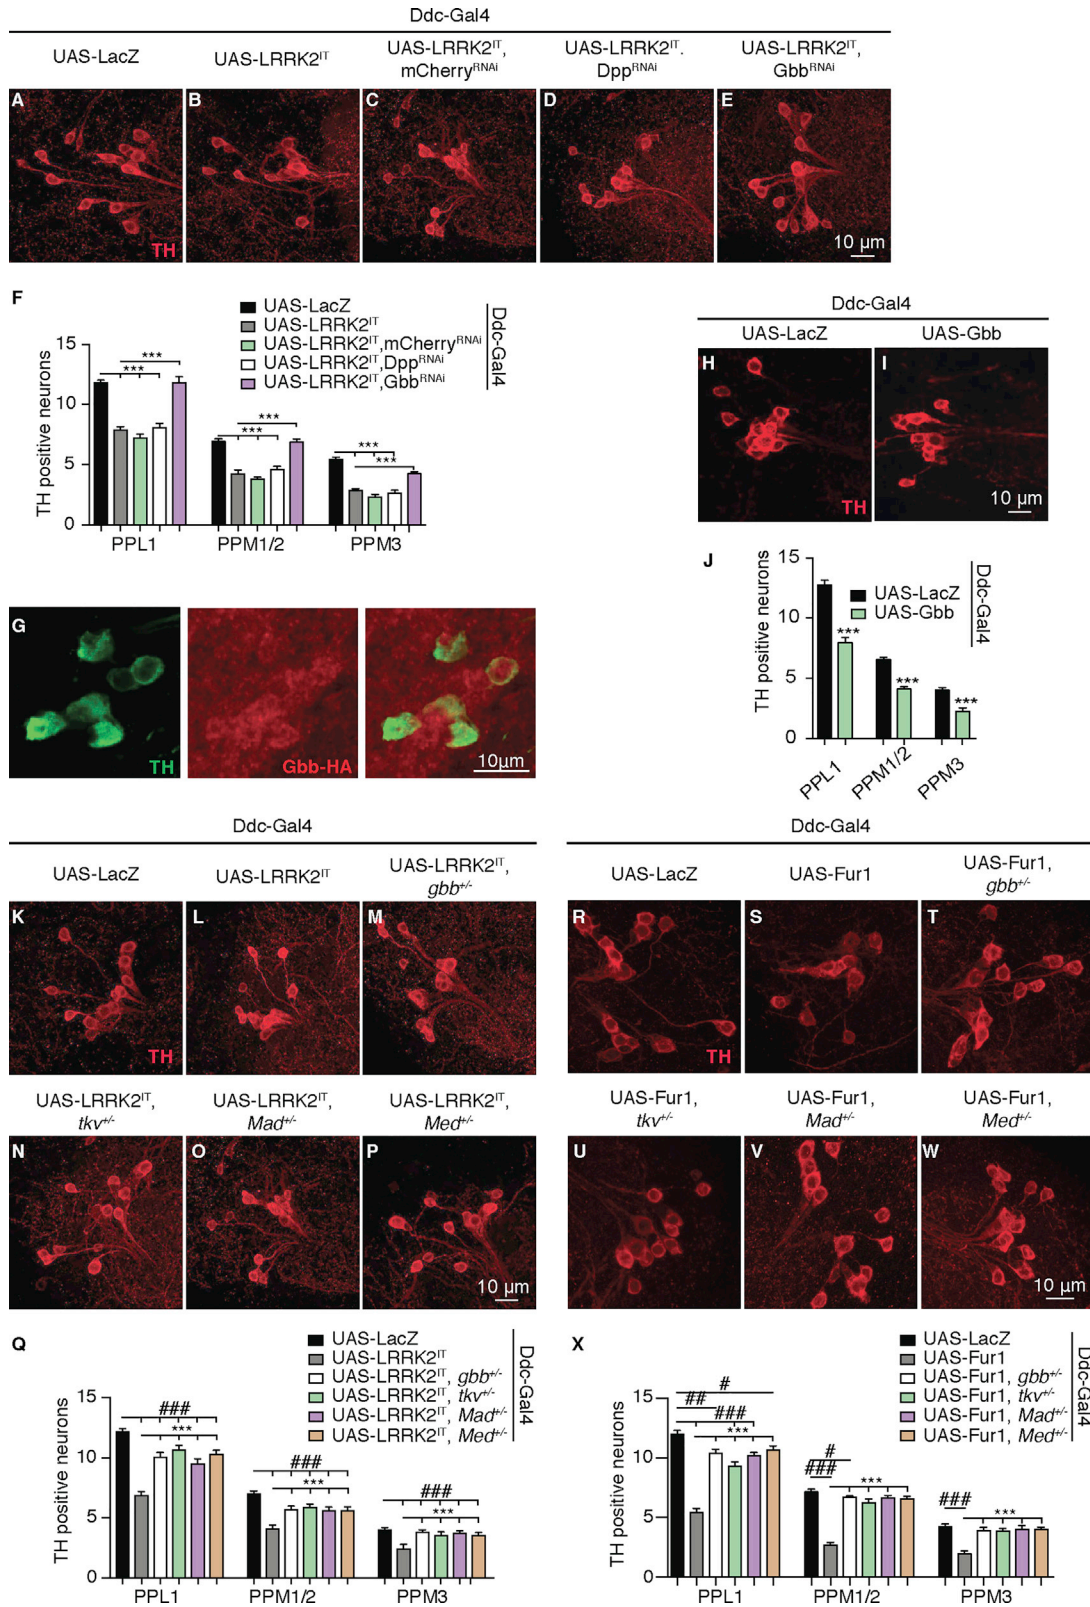 Ddc-Gal4
UAS-LacZ
UAS-LRRK2IT
UAS-LRRK2IT,
mCherryRNAi
UAS-LRRK2IT.
DppRNAi
UAS-LRRK2IT,
GbbRNAi
A
B
C
D
E
TH
10 µm
F
UAS-LacZ
UAS-LRRK2IT
UAS-LRRK2IT,mCherryRNAi
UAS-LRRK2IT,DppRNAi
UAS-LRRK2IT,GbbRNAi
Ddc-Gal4
TH positive neurons
15
10
5
0
***
***
***
***
***
***
PPL1
PPM1/2
PPM3
Ddc-Gal4
UAS-LacZ
UAS-Gbb
H
I
TH
10 µm
G
TH
Gbb-HA
10µm
J
UAS-LacZ
UAS-Gbb
Ddc-Gal4
TH positive neurons
15
10
5
0
***
***
***
PPL1
PPM1/2
PPM3
Ddc-Gal4
UAS-LacZ
UAS-LRRK2IT
UAS-LRRK2IT,
gbb+/-
K
L
M
TH
UAS-LRRK2IT,
tkv+/-
UAS-LRRK2IT,
Mad+/-
UAS-LRRK2IT,
Med+/-
N
O
P
10 µm
Ddc-Gal4
UAS-LacZ
UAS-Fur1
UAS-Fur1,
gbb+/-
R
S
T
TH
UAS-Fur1,
tkv+/-
UAS-Fur1,
Mad+/-
UAS-Fur1,
Med+/-
U
V
W
10 µm
Q
UAS-LacZ
UAS-LRRK2IT
UAS-LRRK2IT, gbb+/-
UAS-LRRK2IT, tkv+/-
UAS-LRRK2IT, Mad+/-
UAS-LRRK2IT, Med+/-
Ddc-Gal4
TH positive neurons
15
10
5
0
###
***
###
***
###
***
PPL1
PPM1/2
PPM3
X
UAS-LacZ
UAS-Fur1
UAS-Fur1, gbb+/-
UAS-Fur1, tkv+/-
UAS-Fur1, Mad+/-
UAS-Fur1, Med+/-
Ddc-Gal4
TH positive neurons
15
10
5
0
#
##
###
***
#
###
***
###
***
PPL1
PPM1/2
PPM3